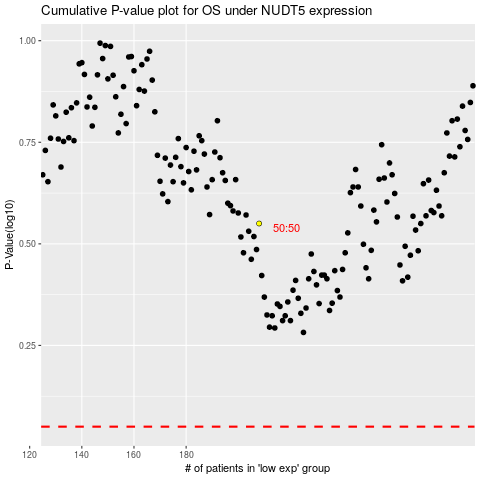 Cumulative P-value plot for OS under NUDT5 expression
P-Value(log10)
1.00
0.75
0.50
0.25
50:50
120 140 160 180
# of patients in 'low exp' group